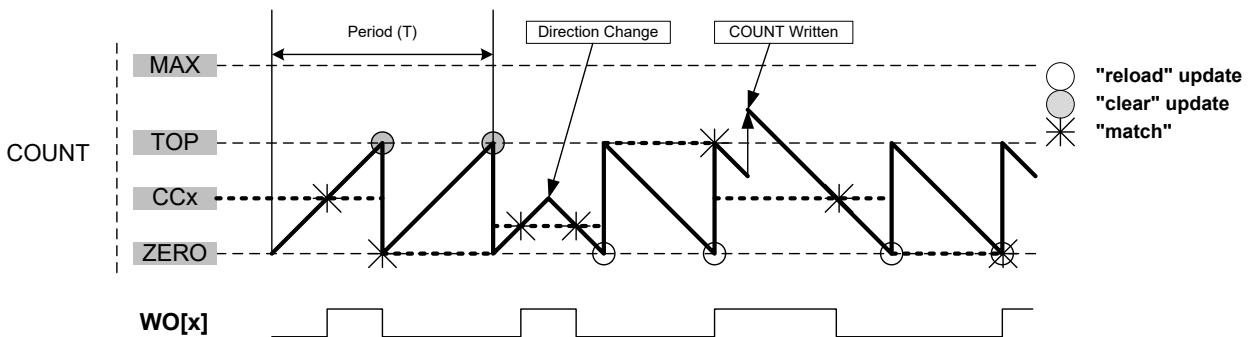 Period (T)
Direction Change
COUNT Written
MAX
"reload" update
"clear" update
"match"
TOP
COUNT
CCx
ZERO
WO[x]